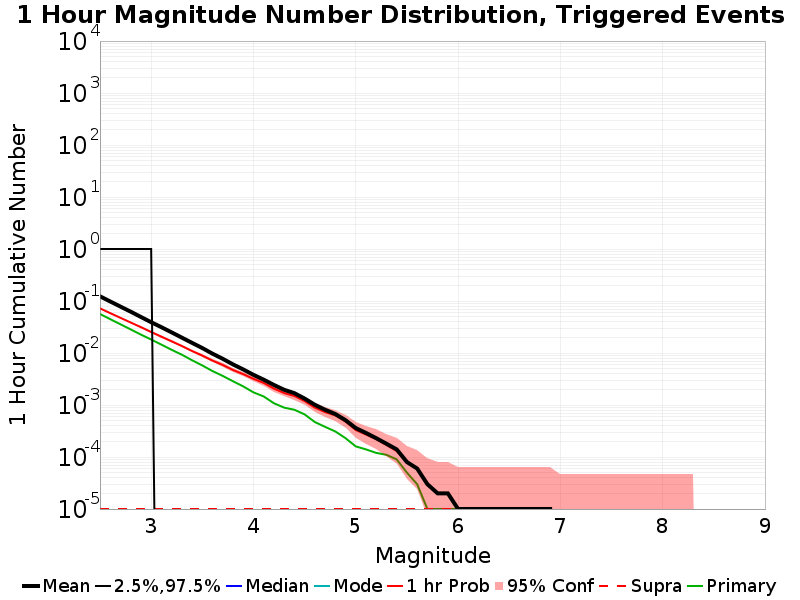 1 Hour Magnitude Number Distribution, Triggered Events
1 Hour Cumulative Number
10^4
10^3
10^2
10^1
10^0
10^-1
10^-2
10^-3
10^-4
10^-5
3 4 5 6 7 8 9
Magnitude
Mean 2.5%,97.5% Median Mode 1 hr Prob 95% Conf Supra Primary